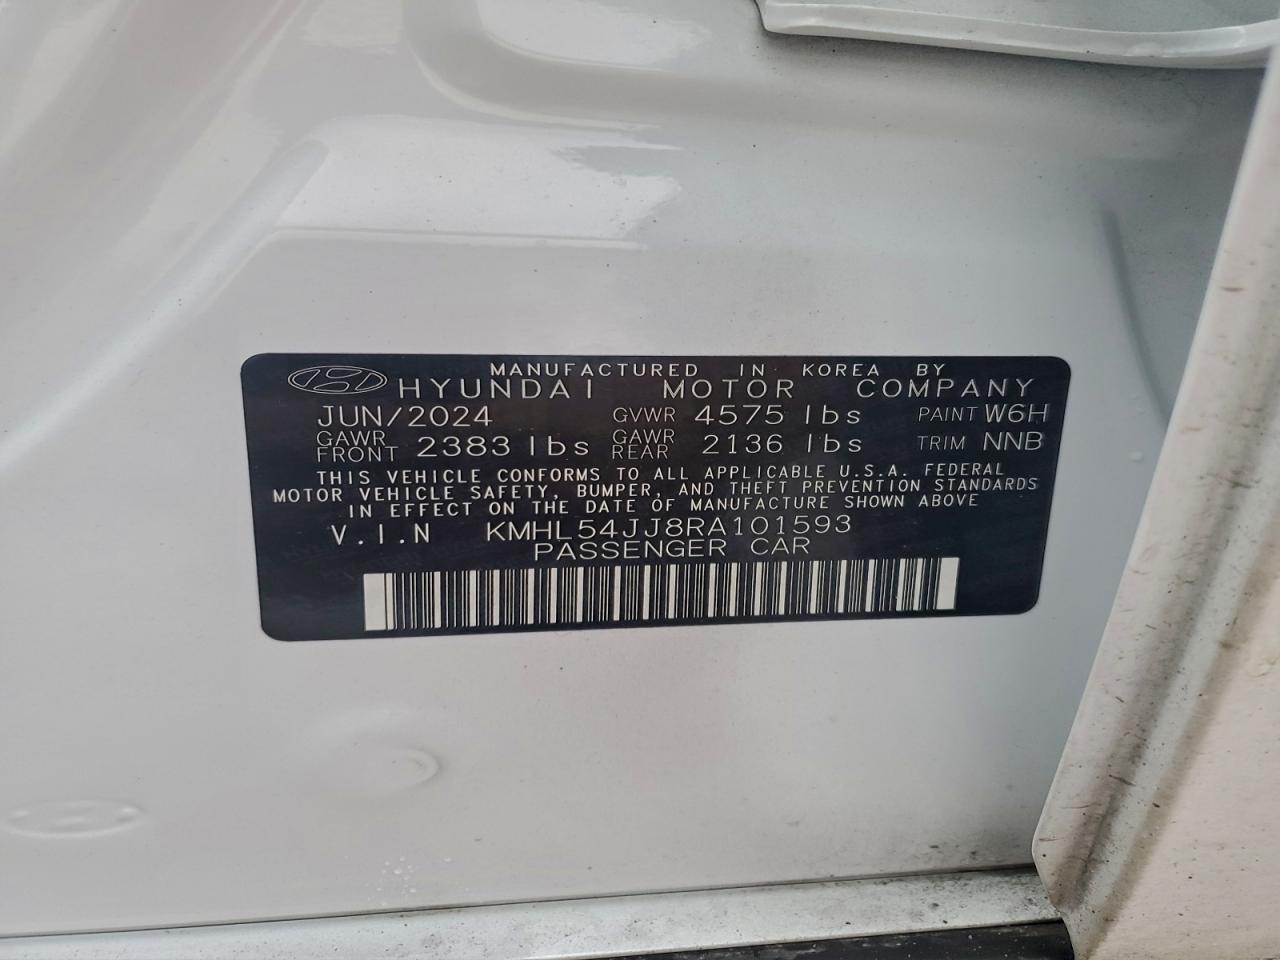 MANUFACTURED IN KOREA BY
HYUNDAI MOTOR COMPANY
JUN/2024 GVWR 4575 lbs PAINT W6H
GAWR FRONT 2383 lbs GAWR REAR 2136 lbs TRIM NNB
THIS VEHICLE CONFORMS TO ALL APPLICABLE U.S.A. FEDERAL
MOTOR VEHICLE SAFETY, BUMPER, AND THEFT PREVENTION STANDARDS
IN EFFECT ON THE DATE OF MANUFACTURE SHOWN ABOVE
V.I.N KMHL54JJ8RA101593
PASSENGER CAR